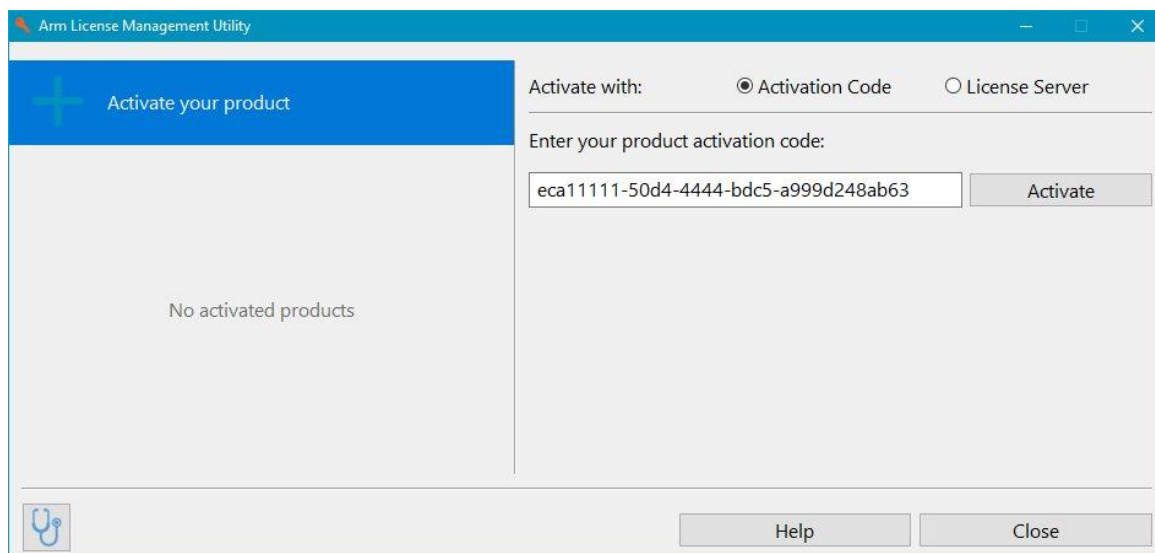 Arm License Management Utility
Activate your product
No activated products
Activate with: Activation Code License Server
Enter your product activation code:
eca11111-50d4-4444-bdc5-a999d248ab63 Activate
Help Close